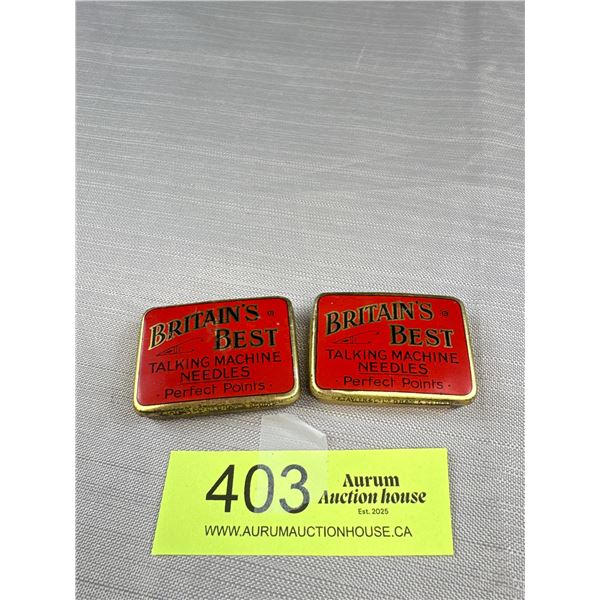 BRITAIN'S
BEST
TALKING MACHINE
NEEDLES
· Perfect Points ·
BRITAIN'S
BEST
TALKING MACHINE
NEEDLES
· Perfect Points ·
403
Aurum
Auction house
Est. 2025
WWW.AURUMAUCTIONHOUSE.CA